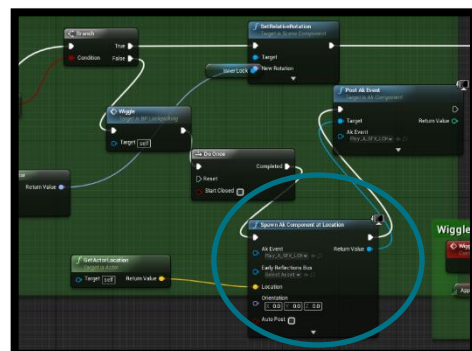 Branch
True
Condition
False
SetRelativeRotation
Target is Scene Component
Target
New Rotation
InnerLock
Wiggle
Target is BP Lockpicking
Target self
Do Once
Completed
Reset
Start Closed
Post Ak Event
Target is Ak Component
Target
Return Value
Ak Event
Return Value
Spawn Ak Component at Location
Ak Event
Return Value
Early Reflections Bus
Select Asset
Location
Orientation
X 0.0 Y 0.0 Z 0.0
Auto Post
GetActorLocation
Target is Actor
Target self
Return Value
Wiggle